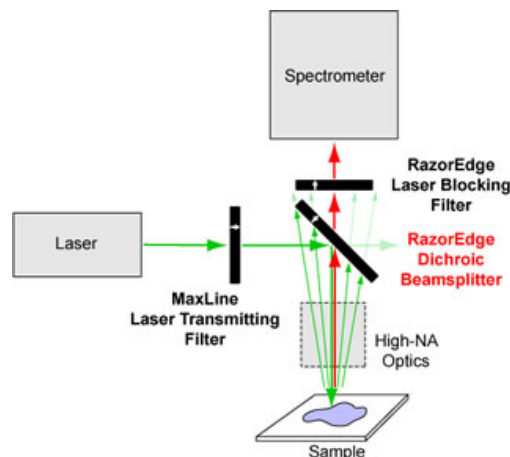 Spectrometer
RazorEdge
Laser Blocking
Filter
Laser
RazorEdge
Dichroic
Beamsplitter
MaxLine
Laser Transmitting
Filter
High-NA
Optics
Sample